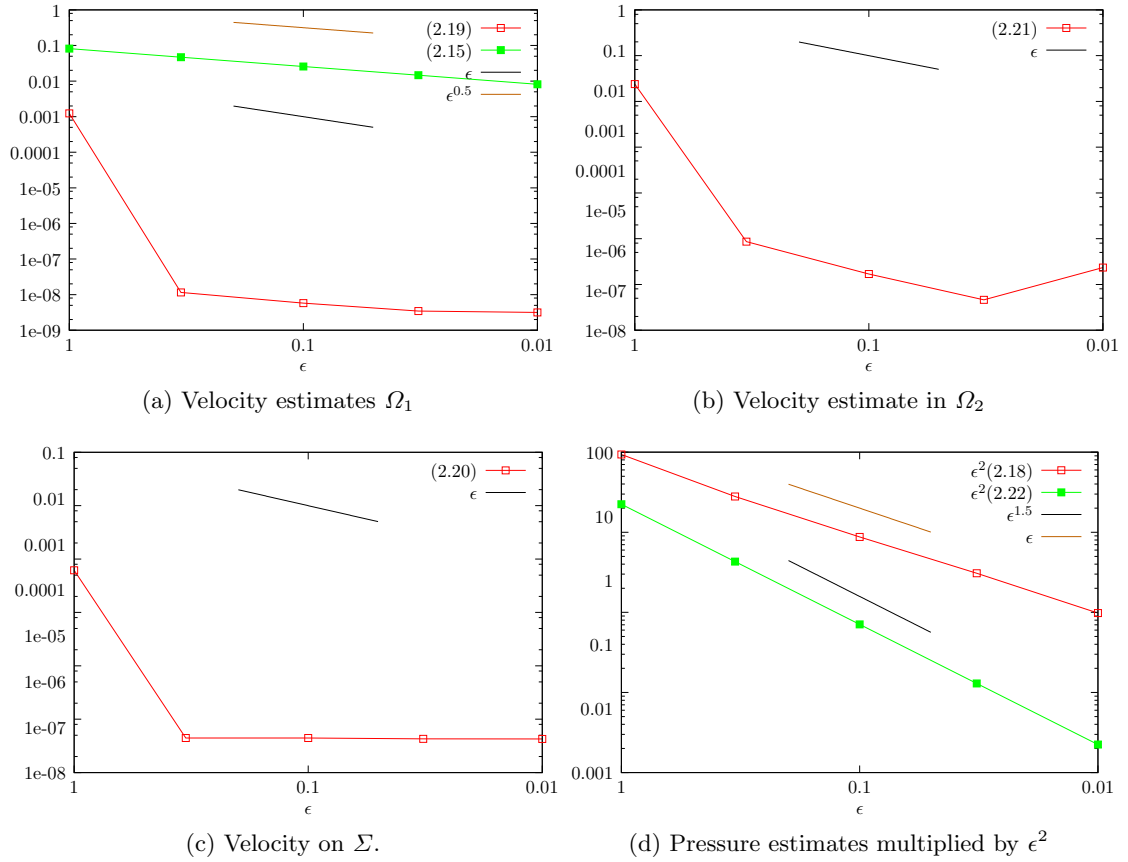 1
0.1
0.01
0.001
0.0001
1e-05
1e-06
1e-07
1e-08
1e-09
1
0.1
0.01
ϵ
(2.19)
(2.15)
ϵ
ϵ^0.5
(a) Velocity estimates Ω₁
1
0.1
0.01
0.001
0.0001
1e-05
1e-06
1e-07
1e-08
1
0.1
0.01
ϵ
(2.21)
ϵ
(b) Velocity estimate in Ω₂
0.1
0.01
0.001
0.0001
1e-05
1e-06
1e-07
1e-08
1
0.1
0.01
ϵ
(2.20)
ϵ
(c) Velocity on Σ.
100
10
1
0.1
0.01
0.001
1
0.1
0.01
ϵ
ϵ²(2.18)
ϵ²(2.22)
ϵ^1.5
ϵ
(d) Pressure estimates multiplied by ϵ²